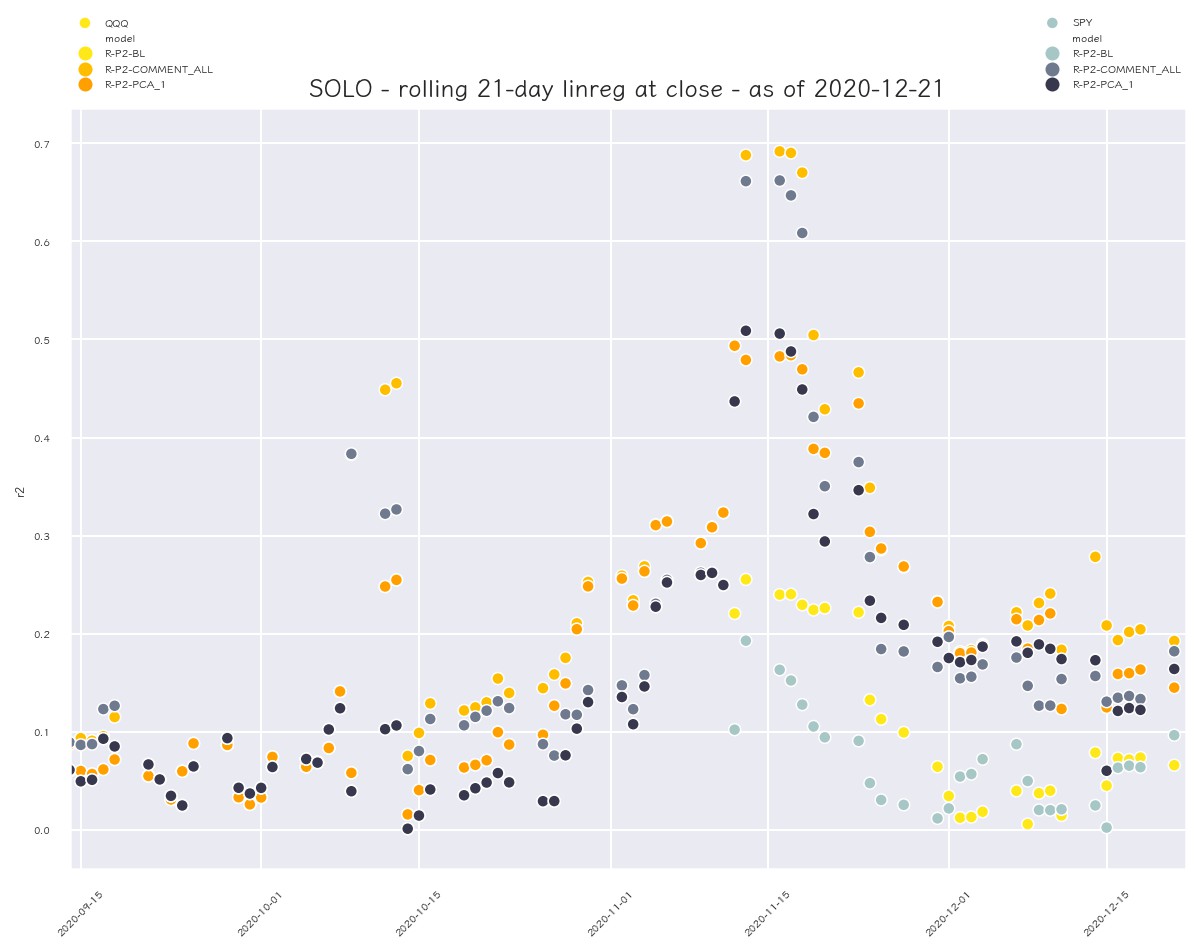 QQQ
model
R-P2-BL
R-P2-COMMENT_ALL
R-P2-PCA_1
SPY
model
R-P2-BL
R-P2-COMMENT_ALL
R-P2-PCA_1
SOLO - rolling 21-day linreg at close - as of 2020-12-21
0.7
0.6
0.5
0.4
0.3
0.2
0.1
0.0
r2
2020-09-15
2020-10-01
2020-10-15
2020-11-01
2020-11-15
2020-12-01
2020-12-15